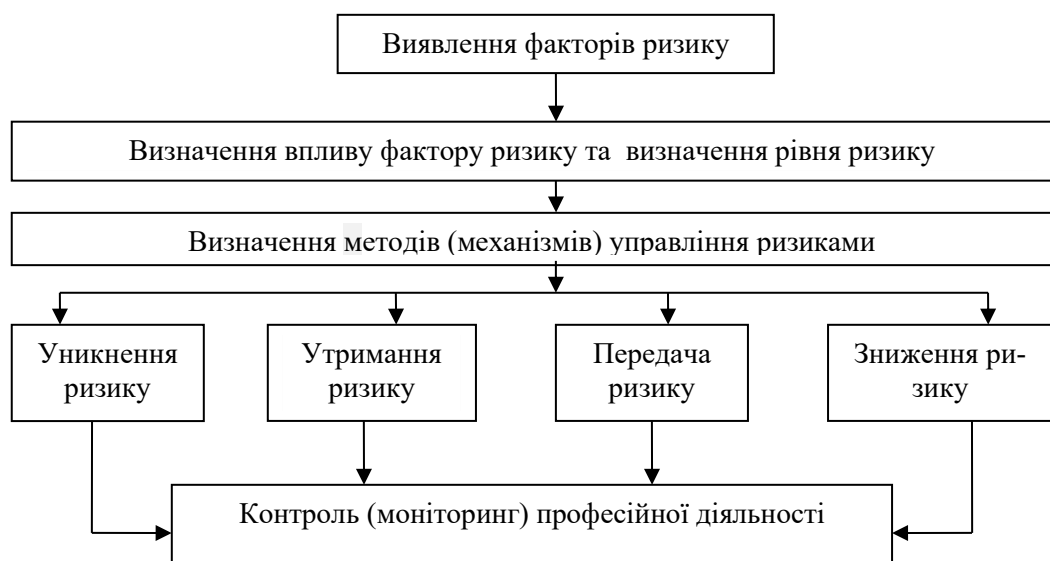 Виявлення факторів ризику
Визначення впливу фактору ризику та визначення рівня ризику
Визначення методів (механізмів) управління ризиками
Уникнення
ризику
Утримання
ризику
Передача
ризику
Зниження ри-
зику
Контроль (моніторинг) професійної діяльності